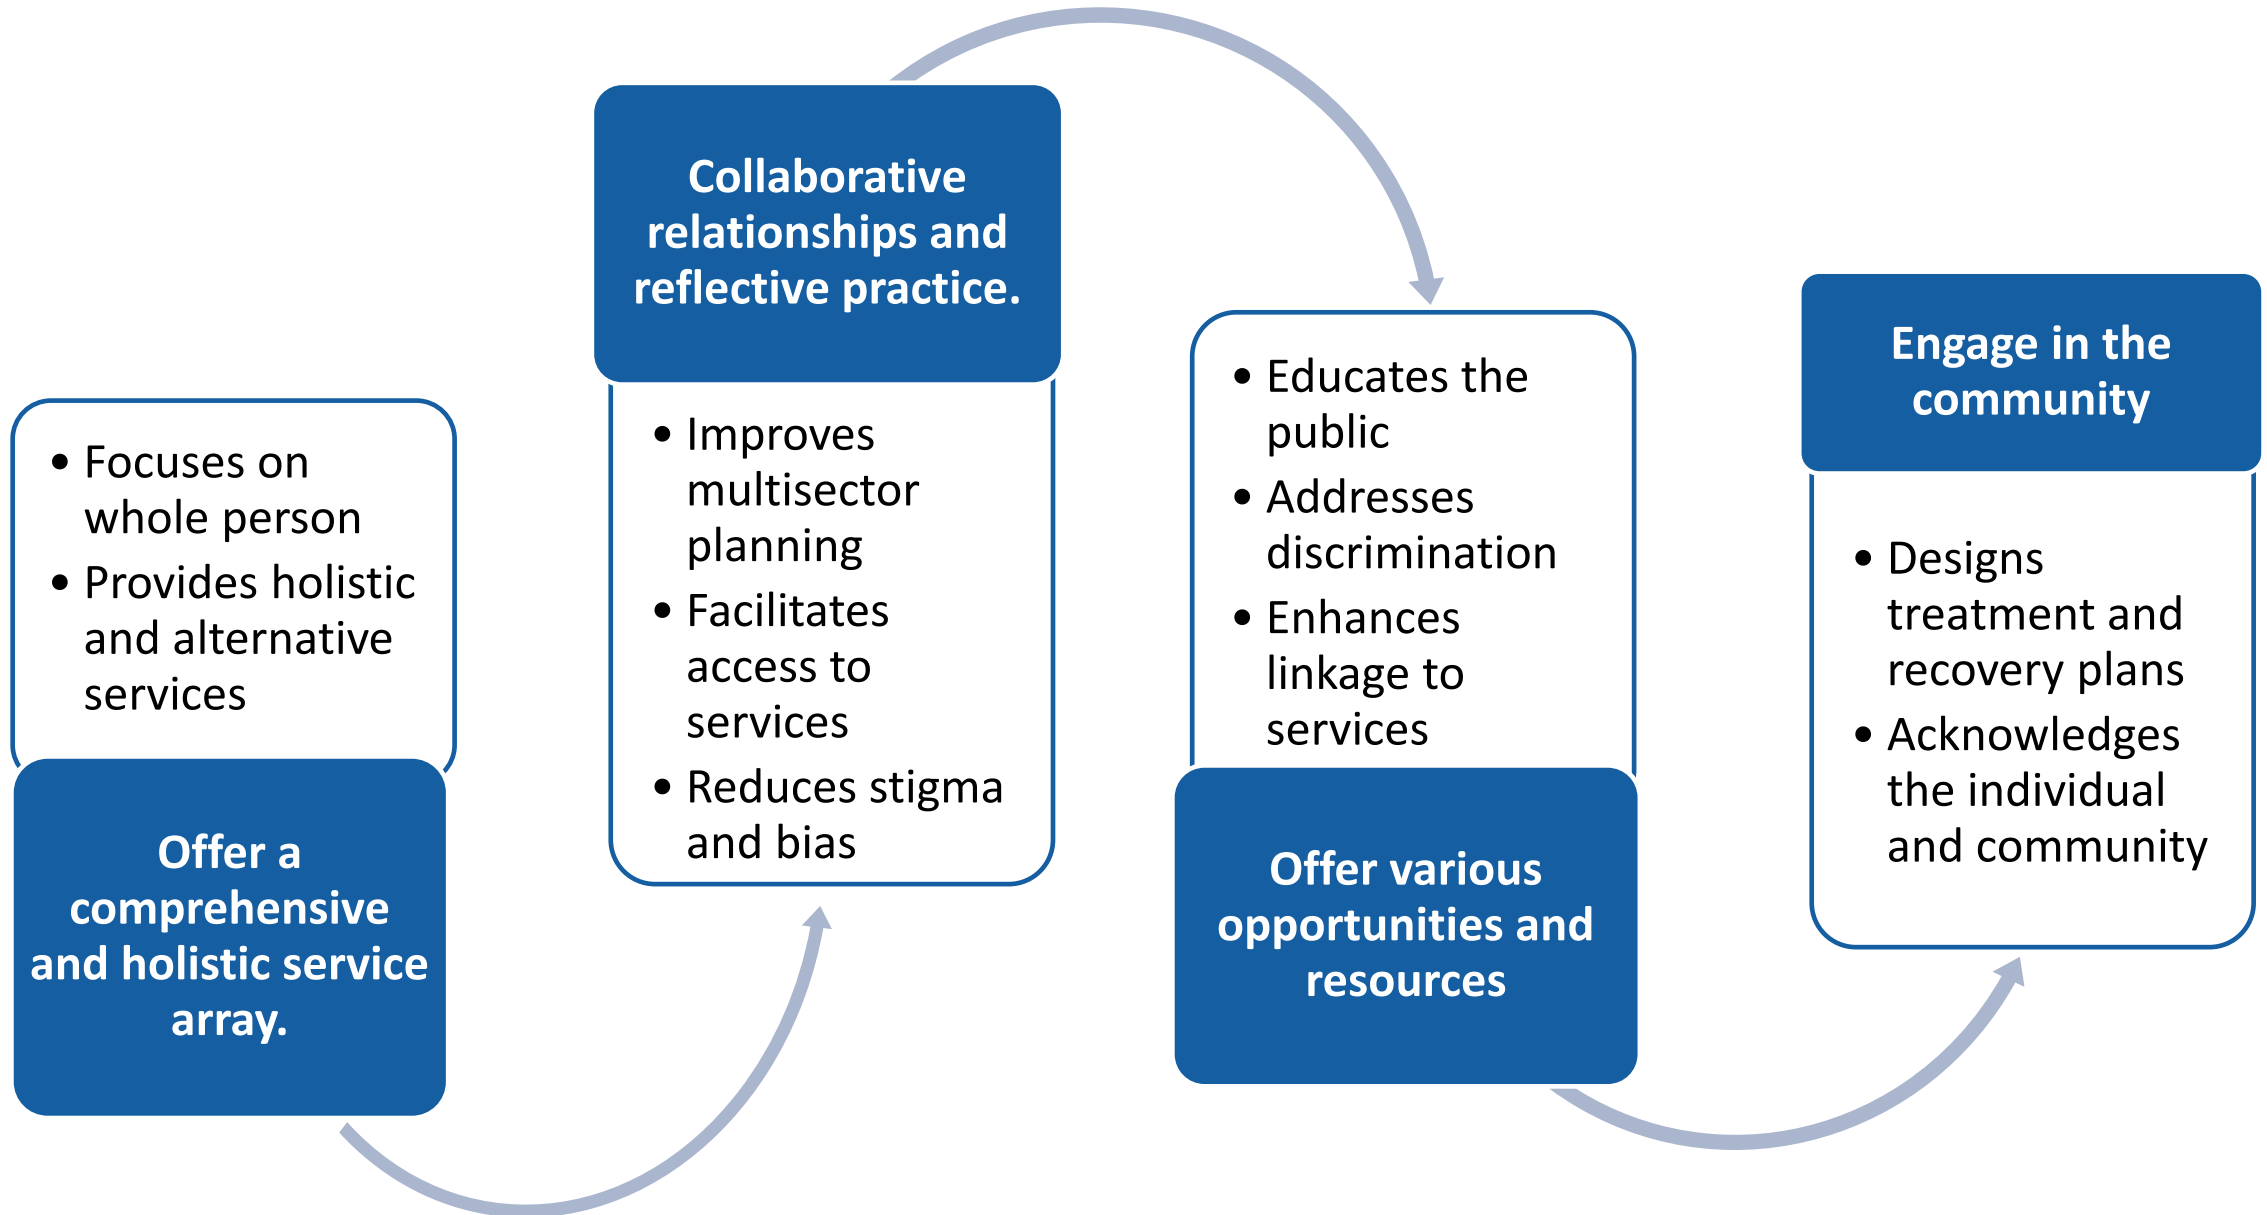 • Focuses on
whole person
• Provides holistic
and alternative
services
Offer a
comprehensive
and holistic service
array.
Collaborative
relationships and
reflective practice.
• Improves
multisector
planning
• Facilitates
access to
services
• Reduces stigma
and bias
• Educates the
public
• Addresses
discrimination
• Enhances
linkage to
services
Offer various
opportunities and
resources
Engage in the
community
• Designs
treatment and
recovery plans
• Acknowledges
the individual
and community